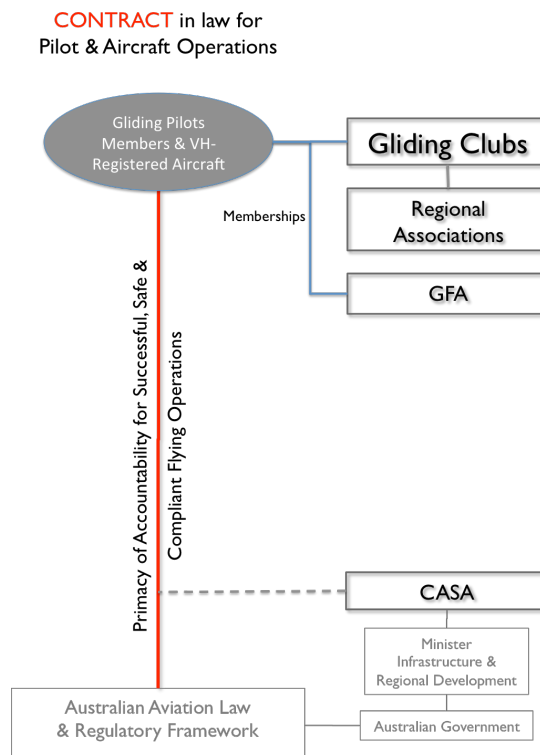 CONTRACT in law for
Pilot & Aircraft Operations
Gliding Pilots
Members & VH-
Registered Aircraft
Gliding Clubs
Regional
Associations
Memberships
GFA
Primacy of Accountability for Successful, Safe &
Compliant Flying Operations
CASA
Minister
Infrastructure &
Regional Development
Australian Aviation Law
& Regulatory Framework
Australian Government